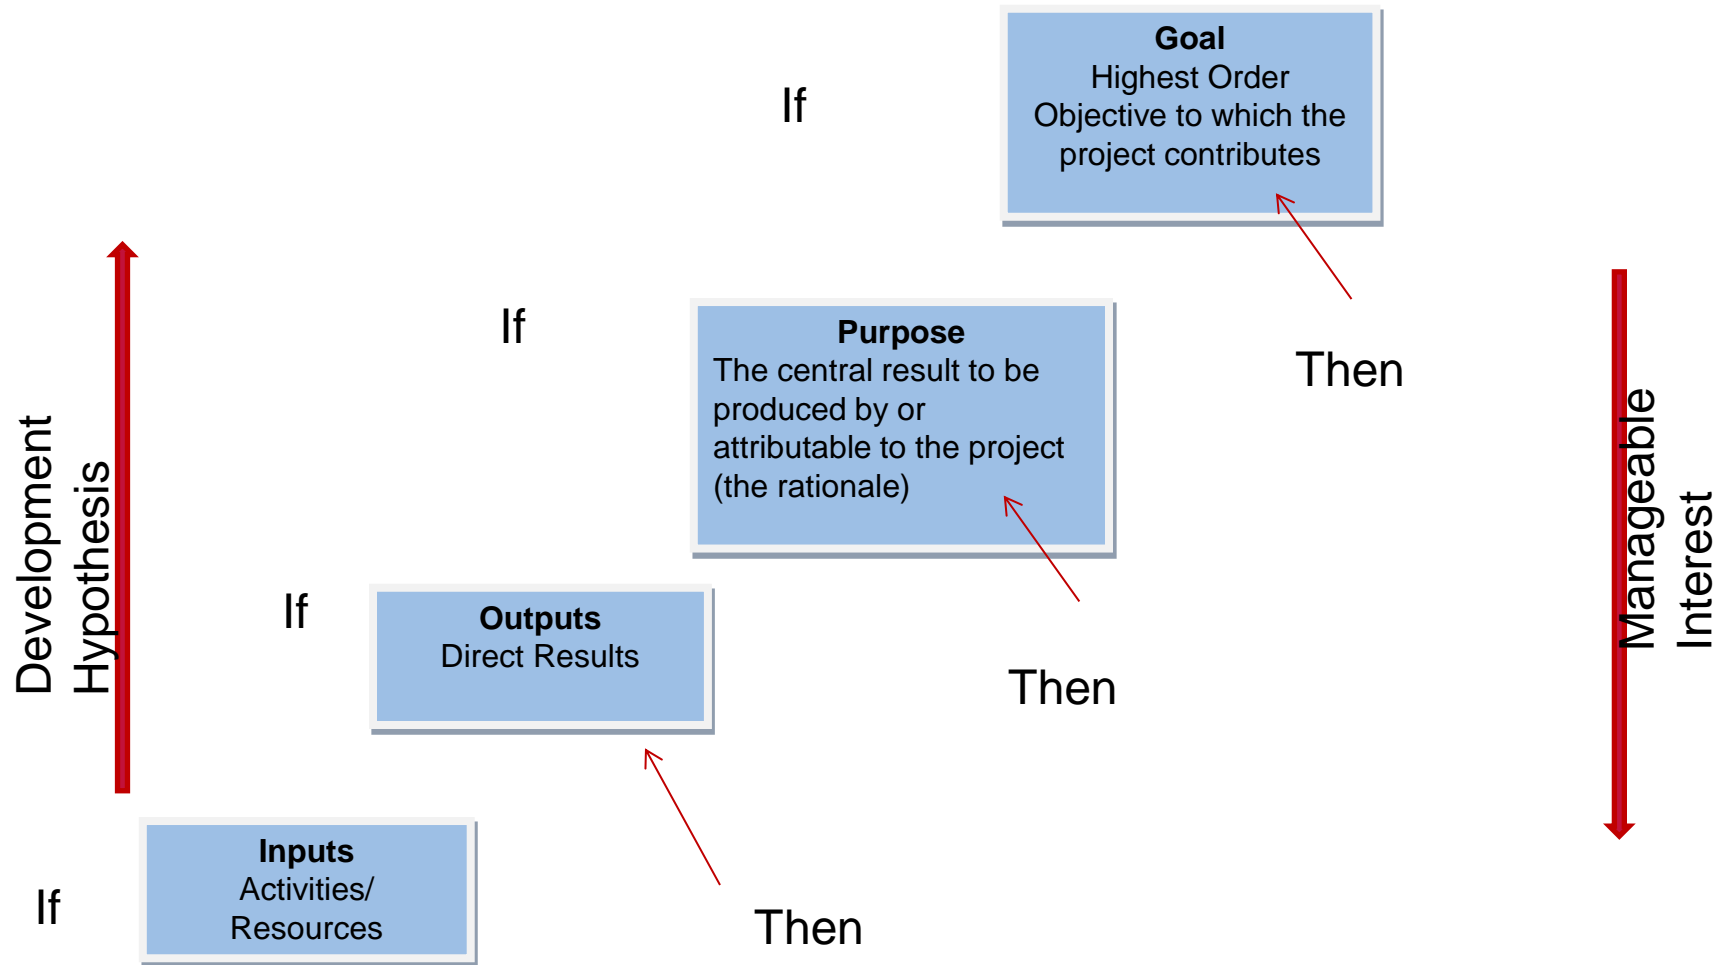 Goal
Highest Order
Objective to which the
project contributes
If
If
Purpose
The central result to be
produced by or
attributable to the project
(the rationale)
Then
Development
Hypothesis
Manageable
Interest
If
Outputs
Direct Results
Then
Inputs
Activities/
Resources
If
Then